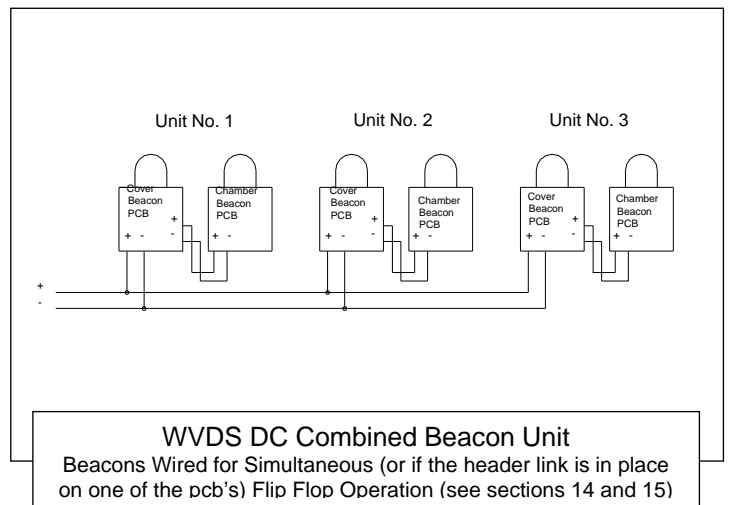 Unit No. 1
Unit No. 2
Unit No. 3
Cover
Beacon
PCB
+
-
+ -
Chamber
Beacon
PCB
+ -
Cover
Beacon
PCB
+
-
+ -
Chamber
Beacon
PCB
+ -
Cover
Beacon
PCB
+
-
+ -
Chamber
Beacon
PCB
+ -
+
-
WVDS DC Combined Beacon Unit
Beacons Wired for Simultaneous (or if the header link is in place
on one of the pcb's) Flip Flop Operation (see sections 14 and 15)